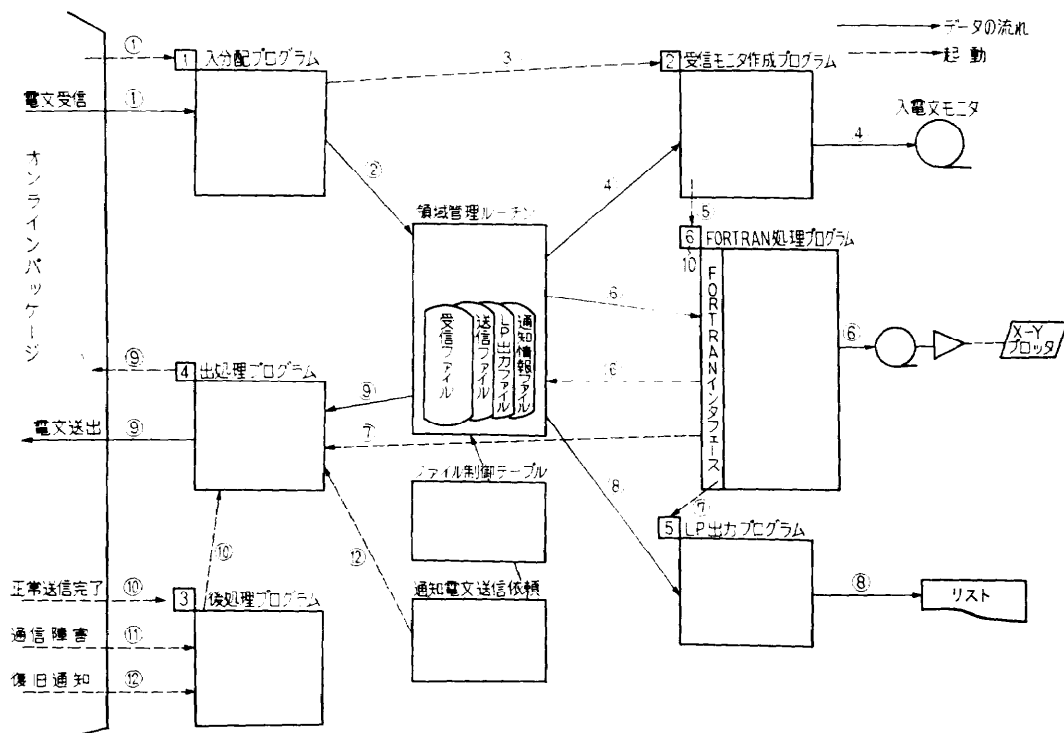 データの流れ
起動
①
1 入分配プログラム
電文受信
①
3
2 受信モニタ作成プログラム
4
入電文モニタ
②
4
5
オンラインパッケージ
領域管理ルーチン
受信ファイル
送信ファイル
LP出力ファイル
通知情報ファイル
6 FORTRAN処理プログラム
10
FORTRANインタフェース
6
⑥
X-Y
プロッタ
6
⑨
4 出処理プログラム
⑨
電文送出
⑨
⑦
ファイル制御テーブル
8
⑦
5 LP出力プログラム
⑧
リスト
⑩
⑫
通知電文送信依頼
正常送信完了
⑩
3 後処理プログラム
通信障害
⑪
復旧通知
⑫